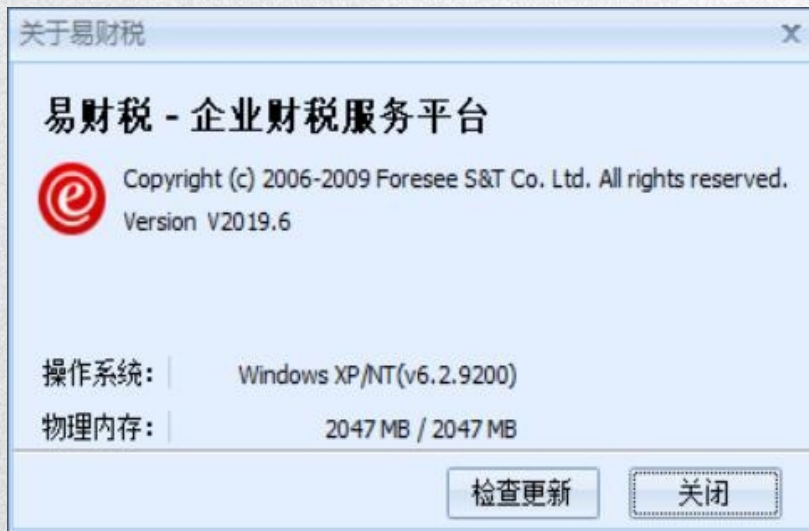 关于易财税
易财税 - 企业财税服务平台
Copyright (c) 2006-2009 Foresee S&T Co. Ltd. All rights reserved.
Version V2019.6
操作系统： Windows XP/NT(v6.2.9200)
物理内存： 2047 MB / 2047 MB
检查更新 关闭